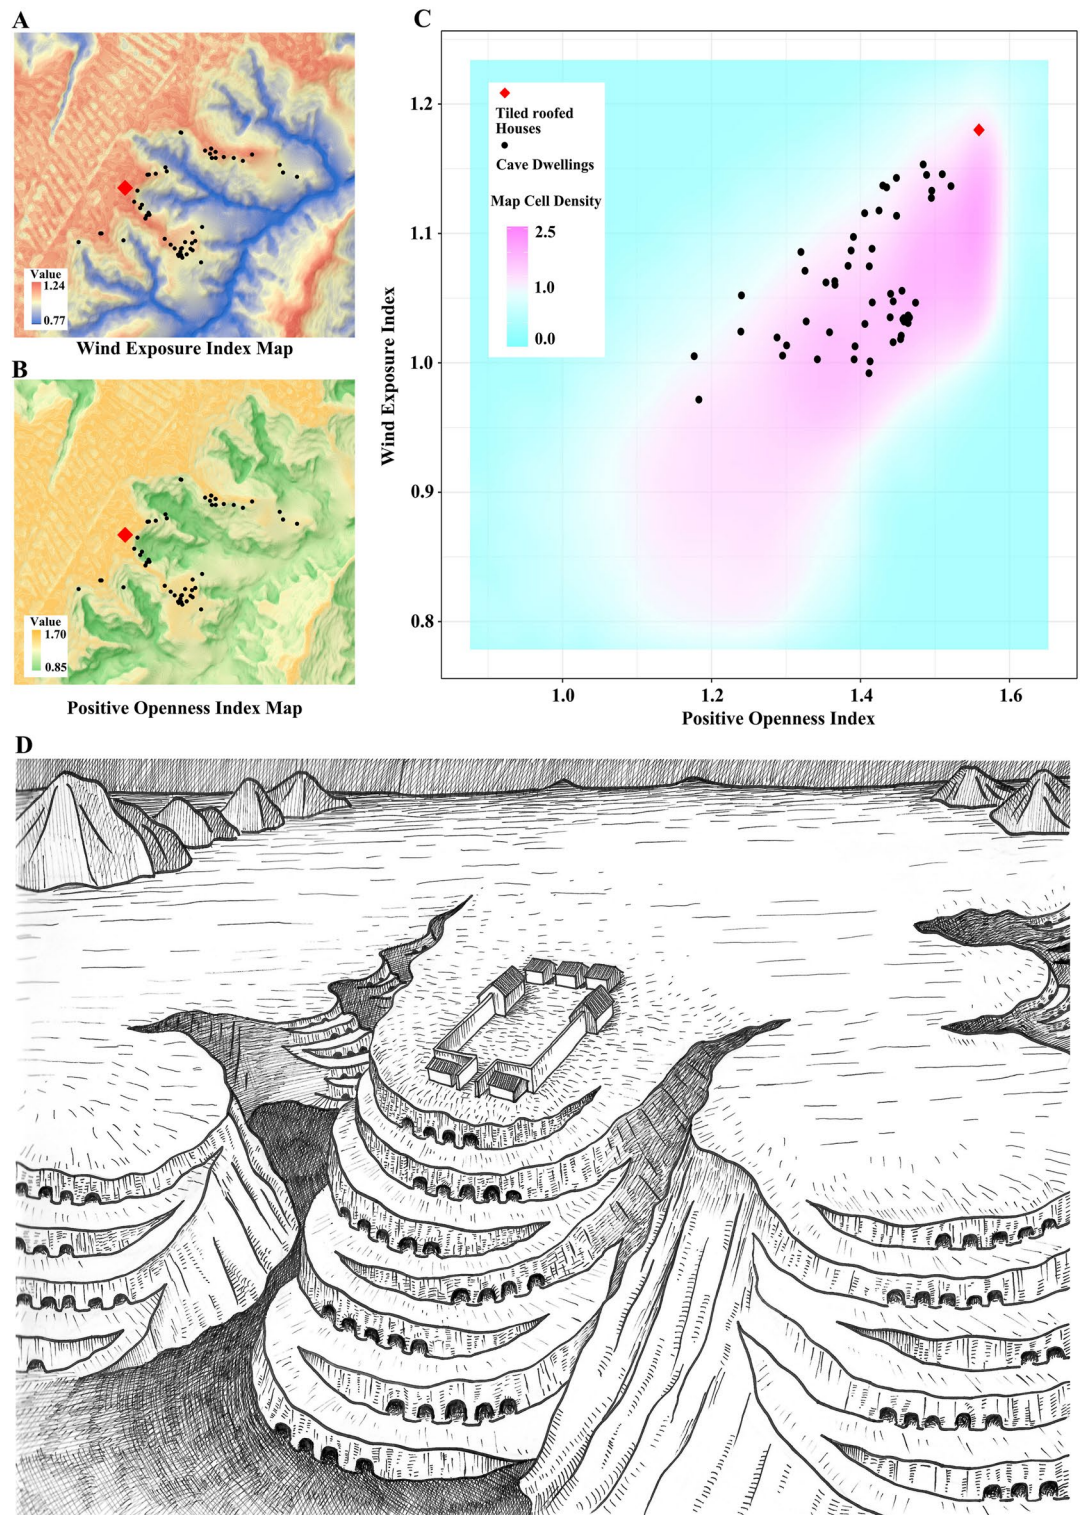 A
Value
1.24
0.77
Wind Exposure Index Map
B
Value
1.70
0.85
Positive Openness Index Map
C
Wind Exposure Index
1.2
1.1
1.0
0.9
0.8
Tiled roofed
Houses
Cave Dwellings
Map Cell Density
2.5
1.0
0.0
1.0
1.2
1.4
1.6
Positive Openness Index
D